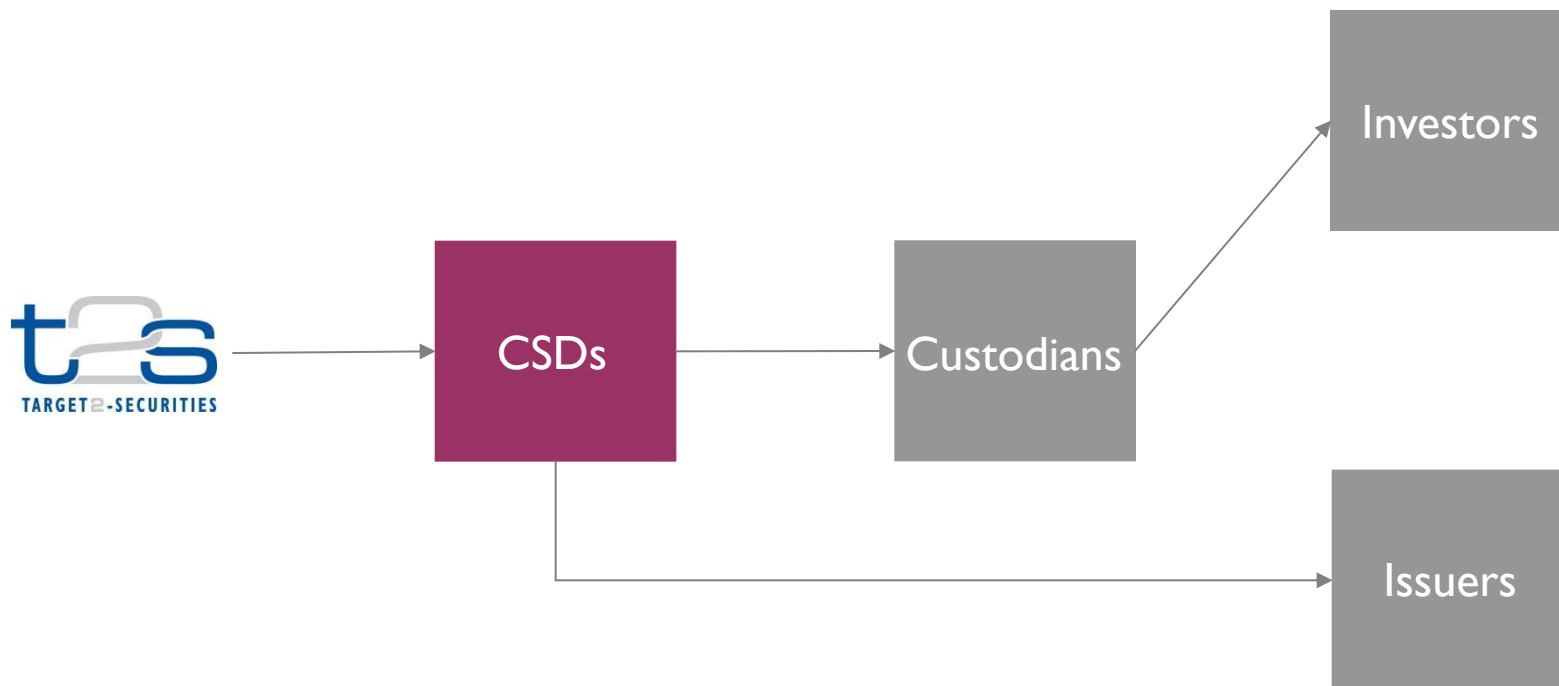 Investors
t2s
TARGET2-SECURITIES
CSDs
Custodians
Issuers